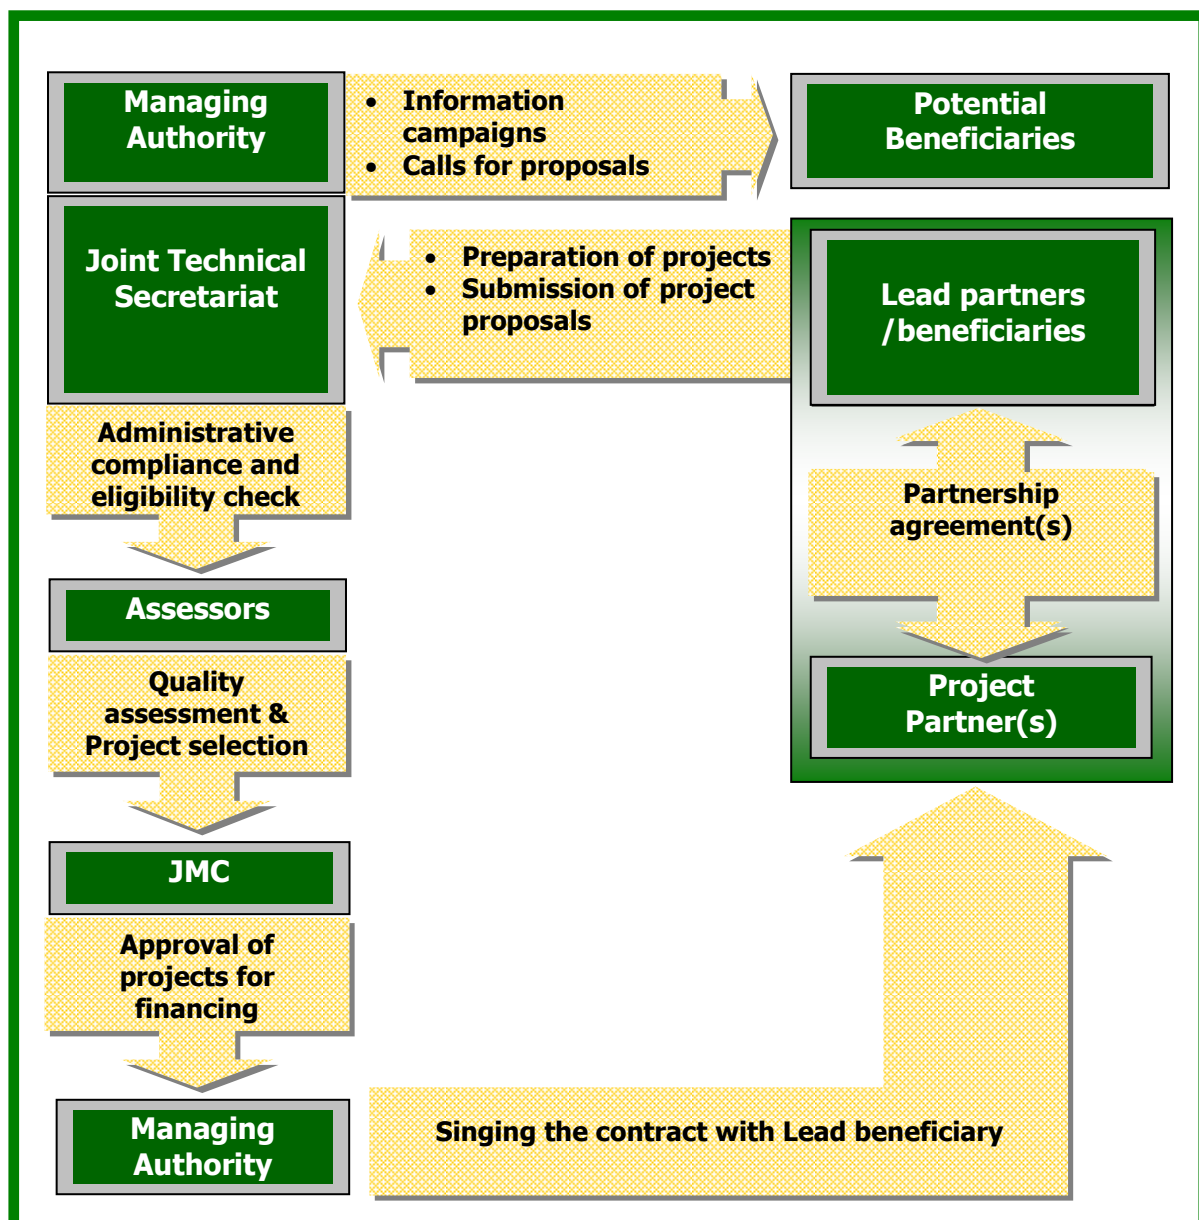 Managing
Authority
• Information
campaigns
• Calls for proposals
Potential
Beneficiaries
Joint Technical
Secretariat
• Preparation of projects
• Submission of project
proposals
Lead partners
/beneficiaries
Administrative
compliance and
eligibility check
Partnership
agreement(s)
Assessors
Quality
assessment &
Project selection
Project
Partner(s)
JMC
Approval of
projects for
financing
Managing
Authority
Singing the contract with Lead beneficiary